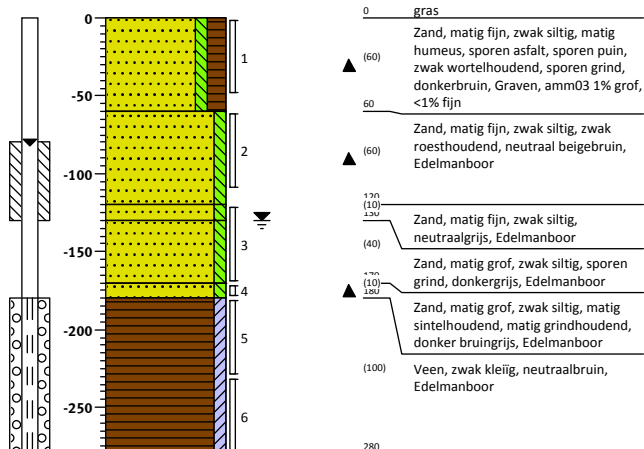 0
-50
-100
-150
-200
-250
1
2
3
4
5
6
0
gras
(60)
Zand, matig fijn, zwak siltig, matig
humeus, sporen asfalt, sporen puin,
zwak wortelhoudend, sporen grind,
donkerbruin, Graven, amm03 1% grof,
<1% fijn
60
(60)
Zand, matig fijn, zwak siltig, zwak
roesthoudend, neutraal beigebruin,
Edelmanboor
120
(10)
130
Zand, matig fijn, zwak siltig,
neutraalgrijs, Edelmanboor
(40)
170
Zand, matig grof, zwak siltig, sporen
grind, donkergrijs, Edelmanboor
(10)
180
Zand, matig grof, zwak siltig, matig
sintelhoudend, matig grindhoudend,
donker bruingrijs, Edelmanboor
(100)
Veen, zwak kleiïg, neutraalbruin,
Edelmanboor
280